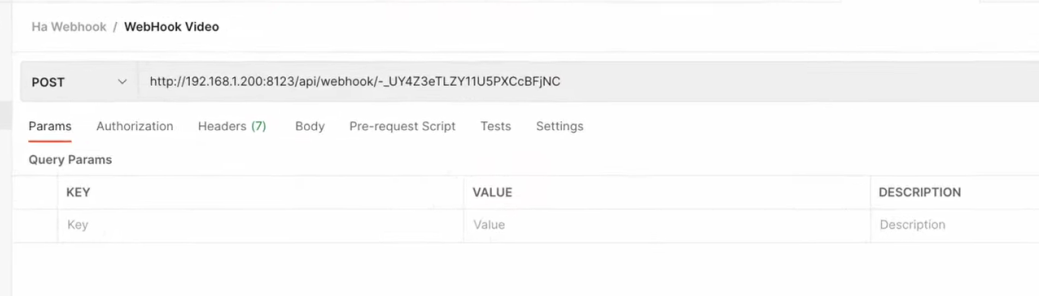 Ha Webhook / WebHook Video
POST http://192.168.1.200:8123/api/webhook/-_UY4Z3eTLZY11U5PXCcBFjNC
Params Authorization Headers (7) Body Pre-request Script Tests Settings
Query Params
KEY VALUE DESCRIPTION
Key Value Description